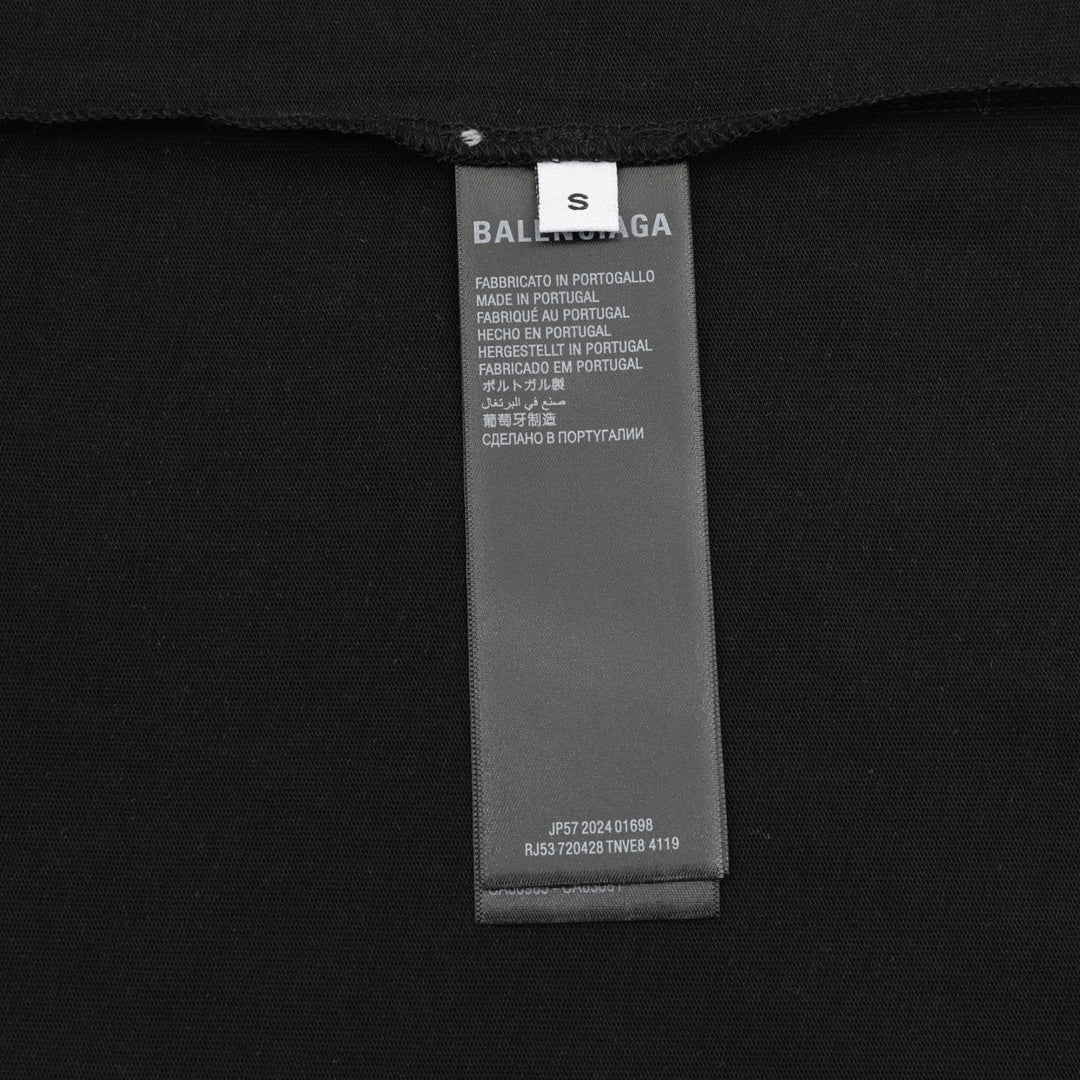 S
BALENCIAGA
FABBRICATO IN PORTOGALLO
MADE IN PORTUGAL
FABRIQUÉ AU PORTUGAL
HECHO EN PORTUGAL
HERGESTELLT IN PORTUGAL
FABRICADO EM PORTUGAL
ポルトガル製
صنع في البرتغال
葡萄牙制造
СДЕЛАНО В ПОРТУГАЛИИ
JP57 2024 01698
RJ53 720428 TNVE8 4119